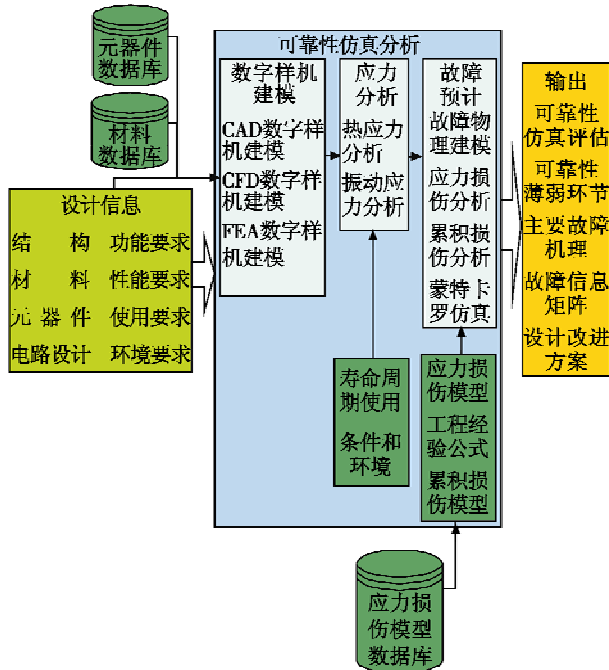 元器件
数据库
材料
数据库
设计信息
结 构 功能要求
材 料 性能要求
元 器 件 使用要求
电路设计 环境要求
可靠性仿真分析
数字样机
建模
CAD数字样
机建模
CFD数字样
机建模
FEA数字样
机建模
应力
分析
热应力
分析
振动应
力分析
故障
预计
故障物
理建模
应力损
伤分析
累积损
伤分析
蒙特卡
罗仿真
寿命周
期使用
条件和
环境
应力损
伤模型
工程经
验公式
累积损
伤模型
应力损
伤模型
数据库
输出
可靠性
仿真评估
可靠性
薄弱环节
主要故障
机理
故障信息
矩阵
设计改进
方案